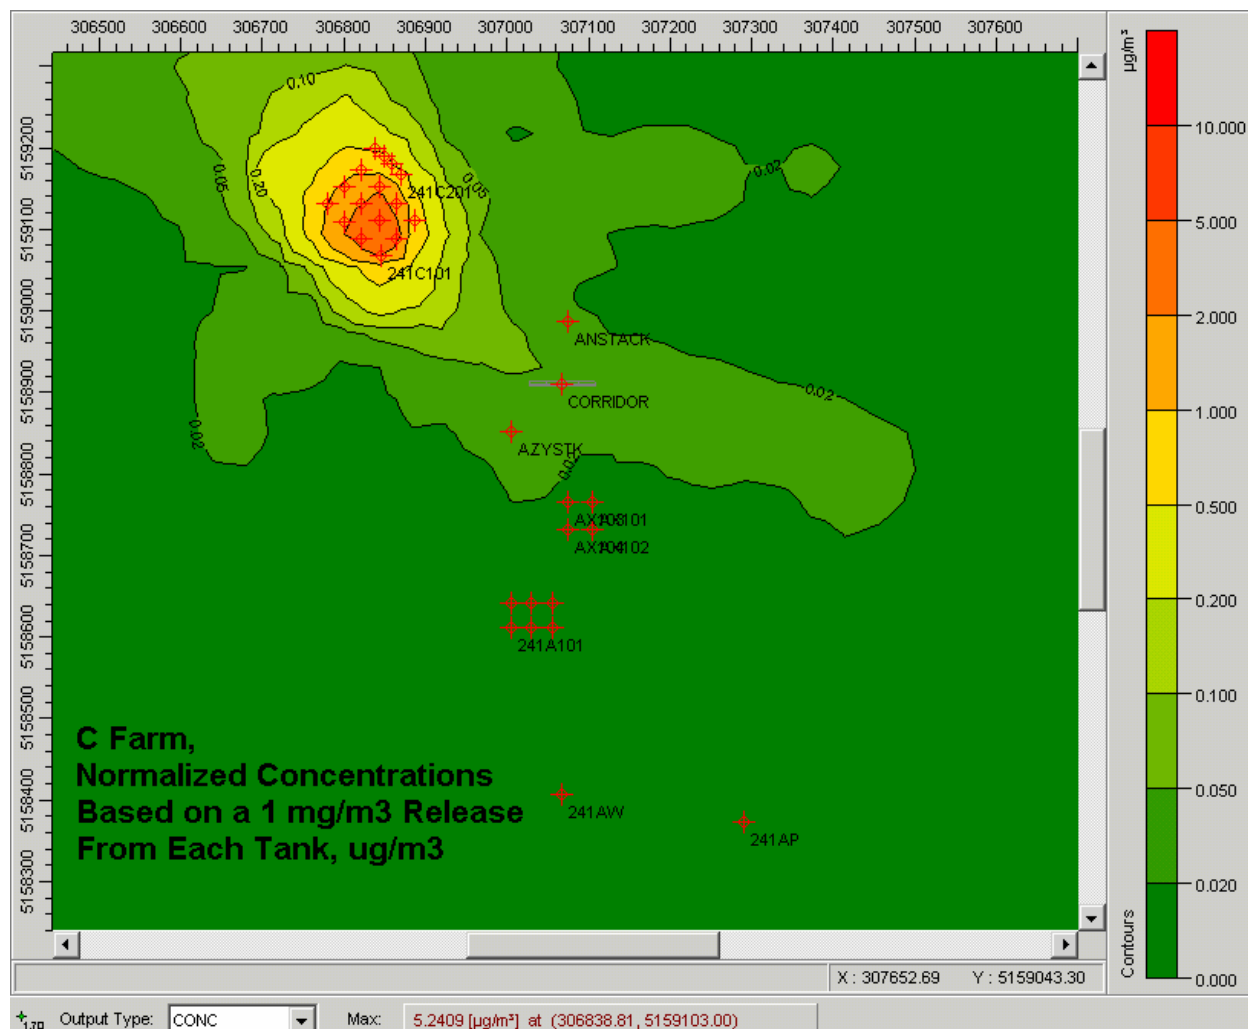 306500 306600 306700 306800 306900 307000 307100 307200 307300 307400 307500 307600
5159200
5159100
5159000
5158900
5158800
5158700
5158600
5158500
5158400
5158300
0.10
0.05
0.20
0.05
0.02
0.02
0.02
0.02
241C201
241C101
ANSTACK
CORRIDOR
AZYSTK
241A101
241AW
241AP
C Farm,
Normalized Concentrations
Based on a 1 mg/m3 Release
From Each Tank, ug/m3
µg/m³
10.000
5.000
2.000
1.000
0.500
0.200
0.100
0.050
0.020
0.000
Contours
X : 307652.69 Y : 5159043.30
1.70 Output Type: CONC Max: 5.2409 [µg/m³] at (306838.81, 5159103.00)